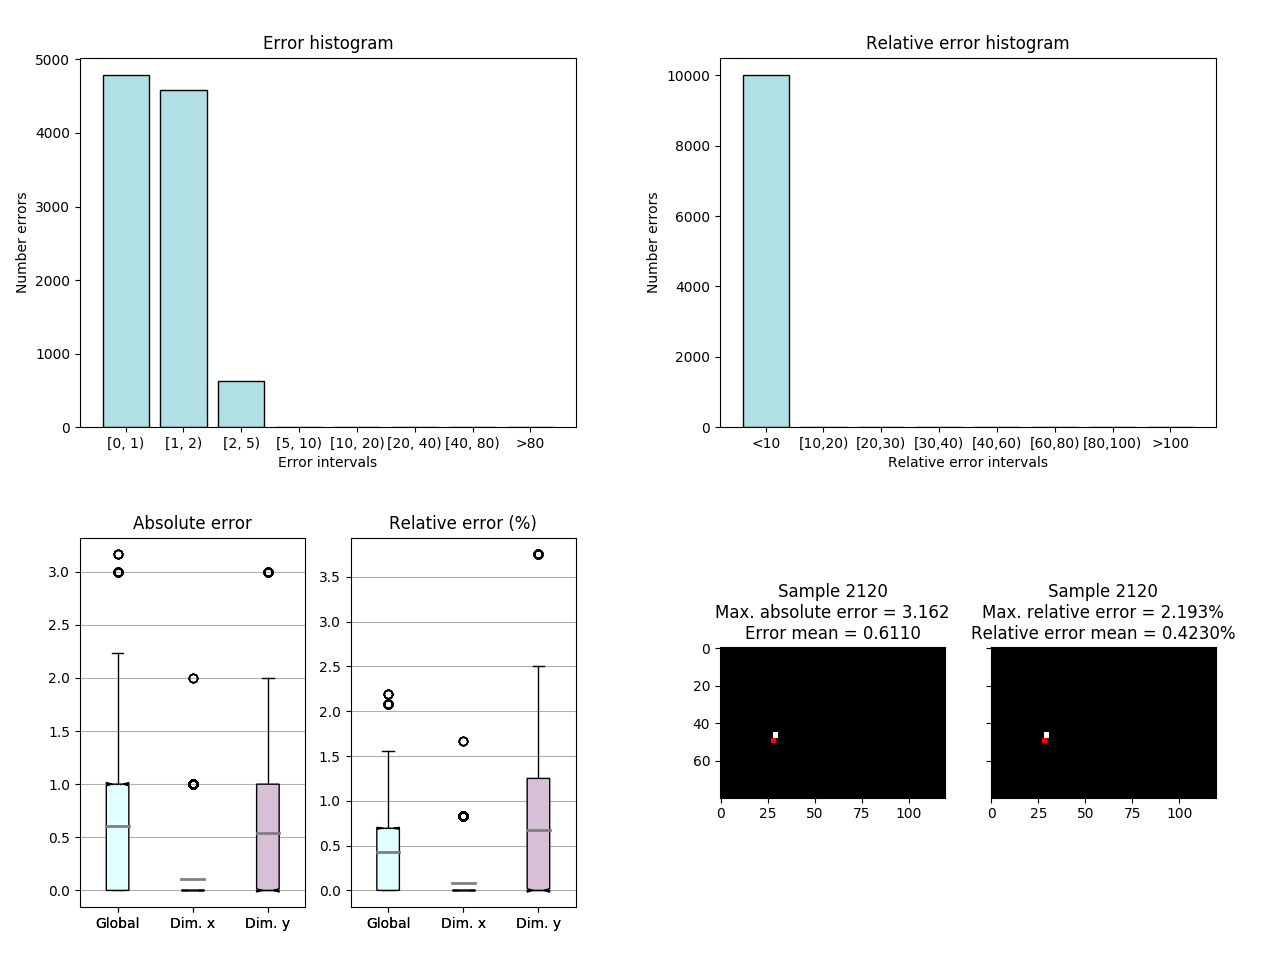 Error histogram
5000
4000
3000
2000
1000
0
Number errors
[0, 1) [1, 2) [2, 5) [5, 10) [10, 20) [20, 40) [40, 80) >80
Error intervals
Relative error histogram
10000
8000
6000
4000
2000
0
Number errors
<10 [10,20) [20,30) [30,40) [40,60) [60,80) [80,100) >100
Relative error intervals
Absolute error
3.0
2.5
2.0
1.5
1.0
0.5
0.0
Global Dim. x Dim. y
Relative error (%)
3.5
3.0
2.5
2.0
1.5
1.0
0.5
0.0
Global Dim. x Dim. y
Sample 2120
Max. absolute error = 3.162
Error mean = 0.6110
0
20
40
60
0 25 50 75 100
Sample 2120
Max. relative error = 2.193%
Relative error mean = 0.4230%
0 25 50 75 100